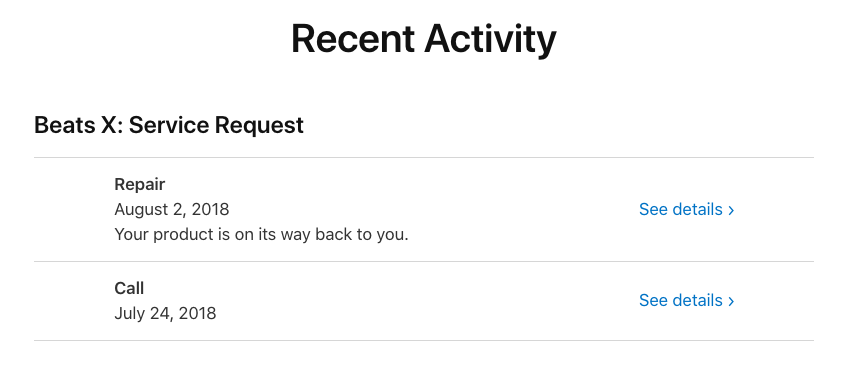 Recent Activity
Beats X: Service Request
Repair
August 2, 2018
See details ›
Your product is on its way back to you.
Call
See details ›
July 24, 2018